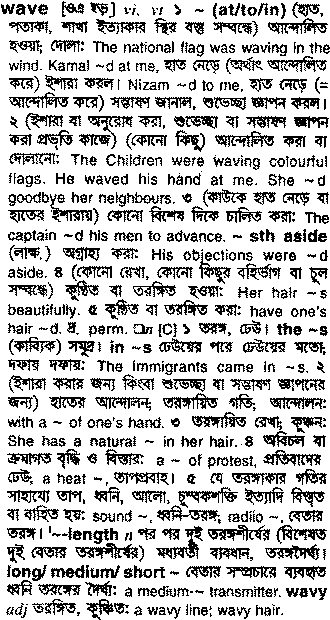 wave [ওএ ভ্] vi, vt ১ ~ (at/to/in) (হাত,
পতাকা, শাখা ইত্যাকার স্থির বস্তু সম্বন্ধে) আন্দোলিত
হওয়া; দোলা: The national flag was waving in the
wind. Kamal ~d at me, হাত নেড়ে (অর্থাৎ আন্দোলিত
করে) ইশারা করল। Nizam ~d to me, হাত নেড়ে (=
আন্দোলিত করে) সম্ভাষণ জানাল, শুভেচ্ছা জ্ঞাপন করল।
২ (ইশারা বা অনুরোধ করা, শুভেচ্ছা বা সম্ভাষণ জ্ঞাপন
করা প্রভৃতি কাজে) (কোনো কিছু) আন্দোলিত করা বা
দোলানো: The Children were waving colourful
flags. He waved his hand at me. She ~d
goodbye her neighbours. ৩ (কাউকে হাত নেড়ে বা
হাতের ইশারায়) কোনো বিশেষ দিকে চালিত করা: The
captain ~d his men to advance. ~ sth aside
(লাক্ষ.) অগ্রাহ্য করা: His objections were ~d
aside. ৪ (কোনো রেখা, কোনো কিছুর বহির্ভাগ বা চুল
সম্বন্ধে) কুঞ্চিত বা তরঙ্গিত হওয়া: Her hair ~s
beautifully. ৫ কুঞ্চিত বা তরঙ্গিত করা: have one's
hair ~d. দ্র. perm. □n [C] ১ তরঙ্গ, ঢেউ। the ~s
(কাব্যিক) সমুদ্র। in ~s ঢেউয়ের পরে ঢেউয়ের মতো;
দফায় দফায়: The Immigrants came in ~s. ২
(ইশারা করার জন্য কিংবা শুভেচ্ছা বা সম্ভাষণ জ্ঞাপনের
জন্য) হাতের আন্দোলন; তরঙ্গায়িত গতি; আন্দোলন:
with a ~ of one's hand. ৩ তরঙ্গায়িত রেখা; কুঞ্চন:
She has a natural ~ in her hair. ৪ অবিচল বা
ক্রমাগত বৃদ্ধি ও বিস্তার: a ~ of protest, প্রতিবাদের
ঢেউ; a heat ~, তাপপ্রবাহ। ৫ যে তরঙ্গাকার গতির
সাহায্যে তাপ, ধ্বনি, আলো, চুম্বকশক্তি ইত্যাদি বিস্তৃত
বা বাহিত হয়: sound ~, ধ্বনি-তরঙ্গ; radiio ~, বেতার
তরঙ্গ। '~-length n পর পর দুই তরঙ্গশীর্ষের (বিশেষত
দুই বেতার তরঙ্গশীর্ষের) মধ্যবর্তী ব্যবধান, তরঙ্গদৈর্ঘ্য।
long/ medium/ short ~ বেতার সম্প্রচারে ব্যবহৃত
ধ্বনি তরঙ্গের দৈর্ঘ্য: a medium-~ transmitter. wavy
adj তরঙ্গিত, কুঞ্চিত: a wavy line; wavy hair.